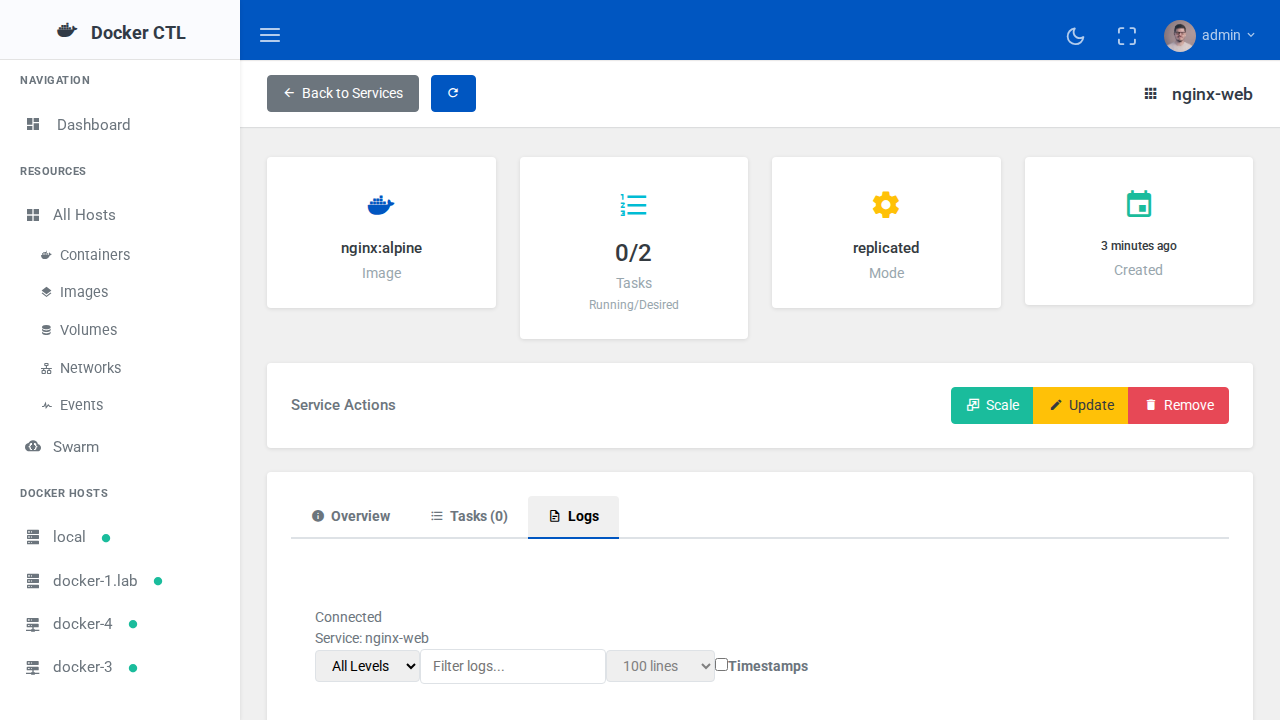 Docker CTL
admin
NAVIGATION
Dashboard
RESOURCES
All Hosts
Containers
Images
Volumes
Networks
Events
Swarm
DOCKER HOSTS
local
docker-1.lab
docker-4
docker-3
Back to Services
nginx-web
nginx:alpine
Image
0/2
Tasks
Running/Desired
replicated
Mode
3 minutes ago
Created
Service Actions
Scale
Update
Remove
Overview
Tasks (0)
Logs
Connected
Service: nginx-web
All Levels
Filter logs...
100 lines
Timestamps